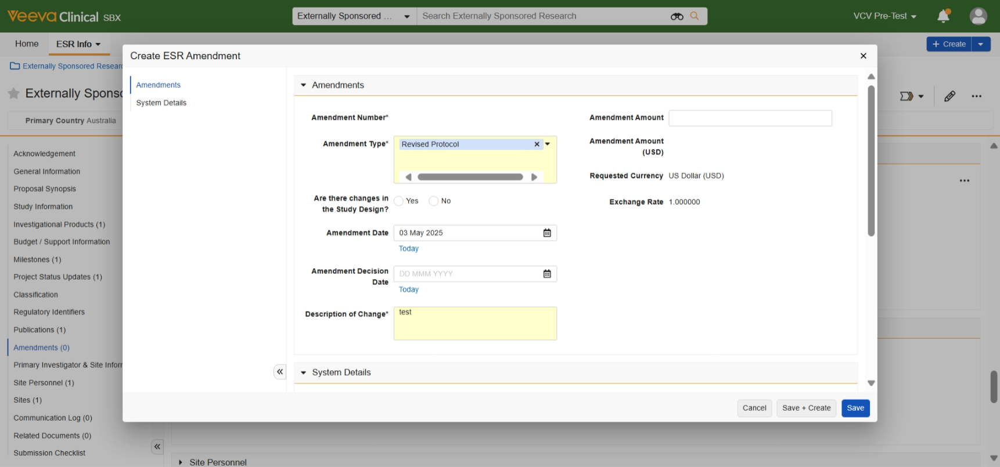 Veeva Clinical SBX
Externally Sponsored ...
Search Externally Sponsored Research
VCV Pre-Test
Home
ESR Info
Create
Externally Sponsored Resear
Externally Sponso
Primary Country Australia
Acknowledgement
General Information
Proposal Synopsis
Study Information
Investigational Products (1)
Budget / Support Information
Milestones (1)
Project Status Updates (1)
Classification
Regulatory Identifiers
Publications (1)
Amendments (0)
Primary Investigator & Site Inforr
Site Personnel (1)
Sites (1)
Communication Log (0)
Related Documents (0)
Submission Checklist
Create ESR Amendment
Amendments
System Details
Amendments
Amendment Number*
Amendment Type*
Revised Protocol
Are there changes in
the Study Design?
Yes
No
Amendment Date
03 May 2025
Today
Amendment Decision
Date
DD MMM YYYY
Today
Description of Change*
test
Amendment Amount
Amendment Amount
(USD)
Requested Currency US Dollar (USD)
Exchange Rate 1.000000
System Details
Cancel
Save + Create
Save
Site Personnel